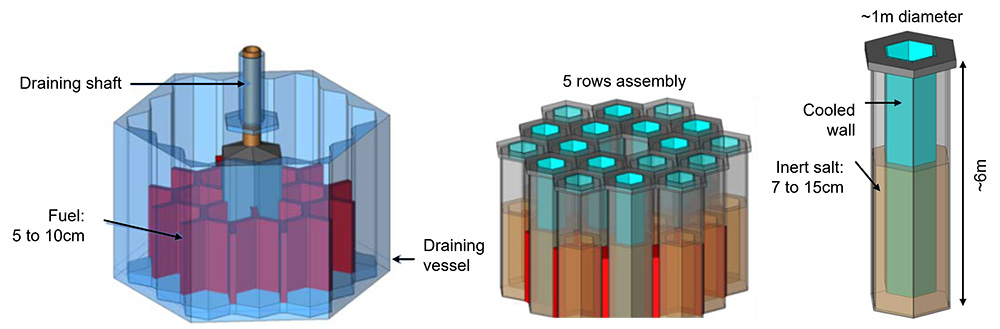 Draining shaft
Fuel:
5 to 10cm
Draining
vessel
5 rows assembly
~1m diameter
Cooled
wall
Inert salt:
7 to 15cm
~6m